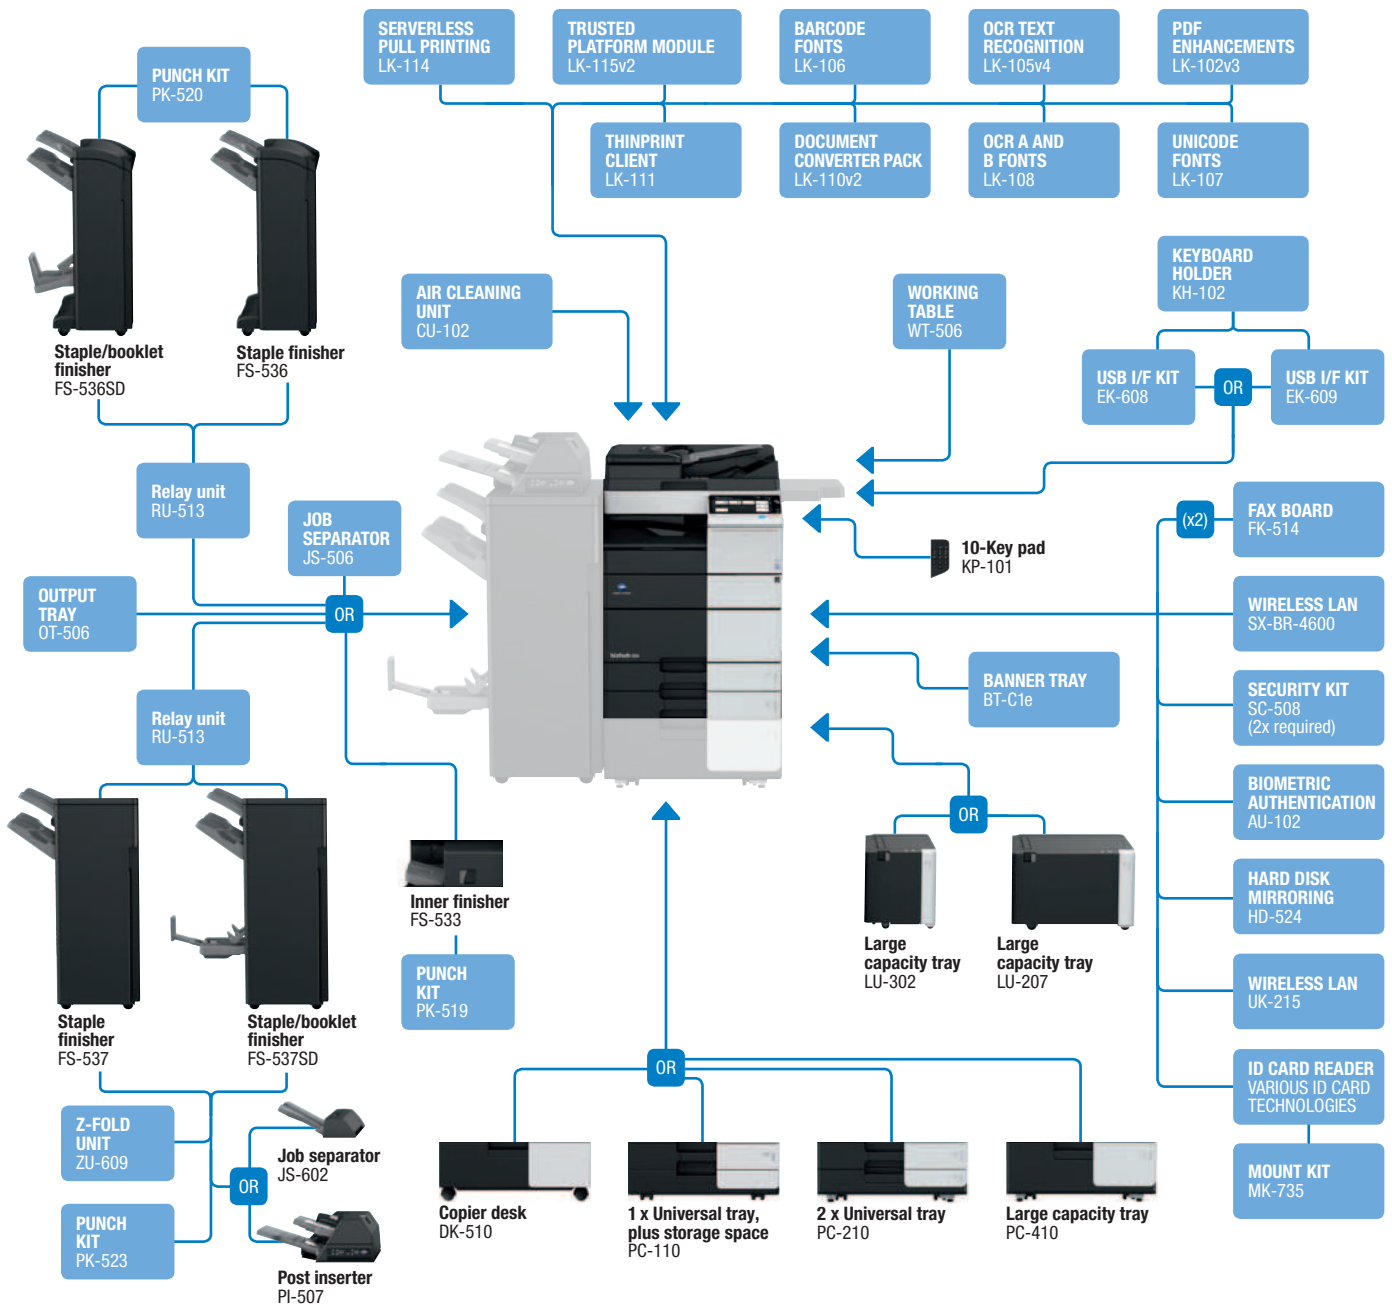 SERVERLESS
PULL PRINTING
LK-114
TRUSTED
PLATFORM MODULE
LK-115v2
BARCODE
FONTS
LK-106
OCR TEXT
RECOGNITION
LK-105v4
PDF
ENHANCEMENTS
LK-102v3
PUNCH KIT
PK-520
THINPRINT
CLIENT
LK-111
DOCUMENT
CONVERTER PACK
LK-110v2
OCR A AND
B FONTS
LK-108
UNICODE
FONTS
LK-107
KEYBOARD
HOLDER
KH-102
AIR CLEANING
UNIT
CU-102
WORKING
TABLE
WT-506
Staple/booklet
finisher
FS-536SD
Staple finisher
FS-536
USB I/F KIT
EK-608
OR
USB I/F KIT
EK-609
Relay unit
RU-513
JOB
SEPARATOR
JS-506
10-Key pad
KP-101
(x2)
FAX BOARD
FK-514
OUTPUT
TRAY
OT-506
OR
WIRELESS LAN
SX-BR-4600
BANNER TRAY
BT-C1e
SECURITY KIT
SC-508
(2x required)
Relay unit
RU-513
BIOMETRIC
AUTHENTICATION
AU-102
OR
HARD DISK
MIRRORING
HD-524
Inner finisher
FS-533
Large
capacity tray
LU-302
Large
capacity tray
LU-207
PUNCH
KIT
PK-519
WIRELESS LAN
UK-215
Staple
finisher
FS-537
Staple/booklet
finisher
FS-537SD
OR
ID CARD READER
VARIOUS ID CARD
TECHNOLOGIES
Z-FOLD
UNIT
ZU-609
Job separator
JS-602
OR
MOUNT KIT
MK-735
PUNCH
KIT
PK-523
Copier desk
DK-510
1 x Universal tray,
plus storage space
PC-110
2 x Universal tray
PC-210
Large capacity tray
PC-410
Post inserter
PI-507